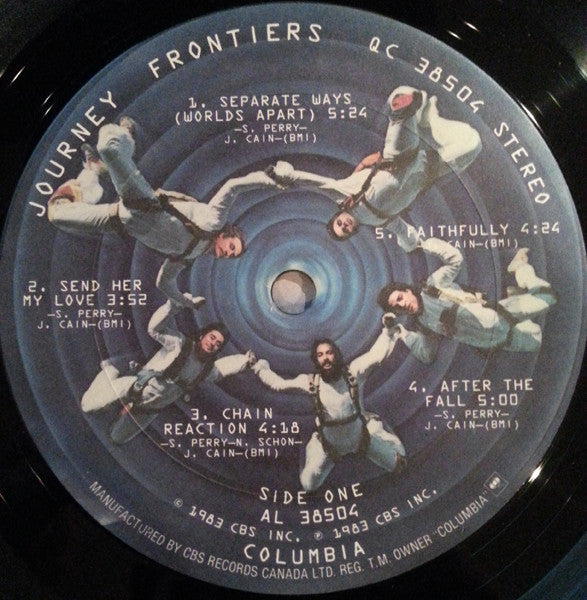 JOURNEY FRONTIERS QC 38504 STEREO
1. SEPARATE WAYS
(WORLDS APART) 5:24
—S. PERRY—
J. CAIN—(BMI)
2. SEND HER
MY LOVE 3:52
—S. PERRY—
J. CAIN—(BMI)
3. CHAIN
REACTION 4:18
—S. PERRY—N. SCHON—
J. CAIN—(BMI)
4. AFTER THE
FALL 5:00
—S. PERRY—
J. CAIN—(BMI)
5. FAITHFULLY 4:24
J. CAIN—(BMI)
SIDE ONE
AL 38504
© 1983 CBS INC. ℗ 1983 CBS INC.
COLUMBIA
MANUFACTURED BY CBS RECORDS CANADA LTD. REG. T.M. OWNER "COLUMBIA"